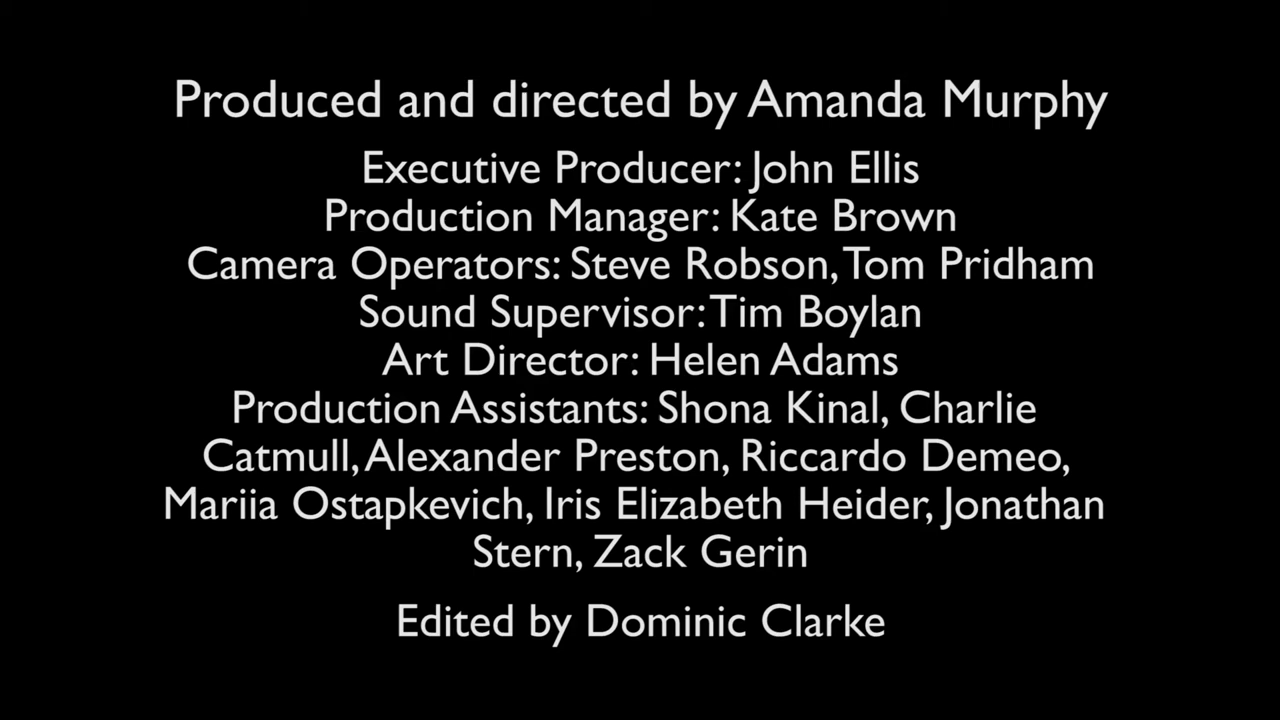 Produced and directed by Amanda Murphy
Executive Producer: John Ellis
Production Manager: Kate Brown
Camera Operators: Steve Robson, Tom Pridham
Sound Supervisor: Tim Boylan
Art Director: Helen Adams
Production Assistants: Shona Kinal, Charlie
Catmull, Alexander Preston, Riccardo Demeo,
Mariia Ostapkevich, Iris Elizabeth Heider, Jonathan
Stern, Zack Gerin
Edited by Dominic Clarke